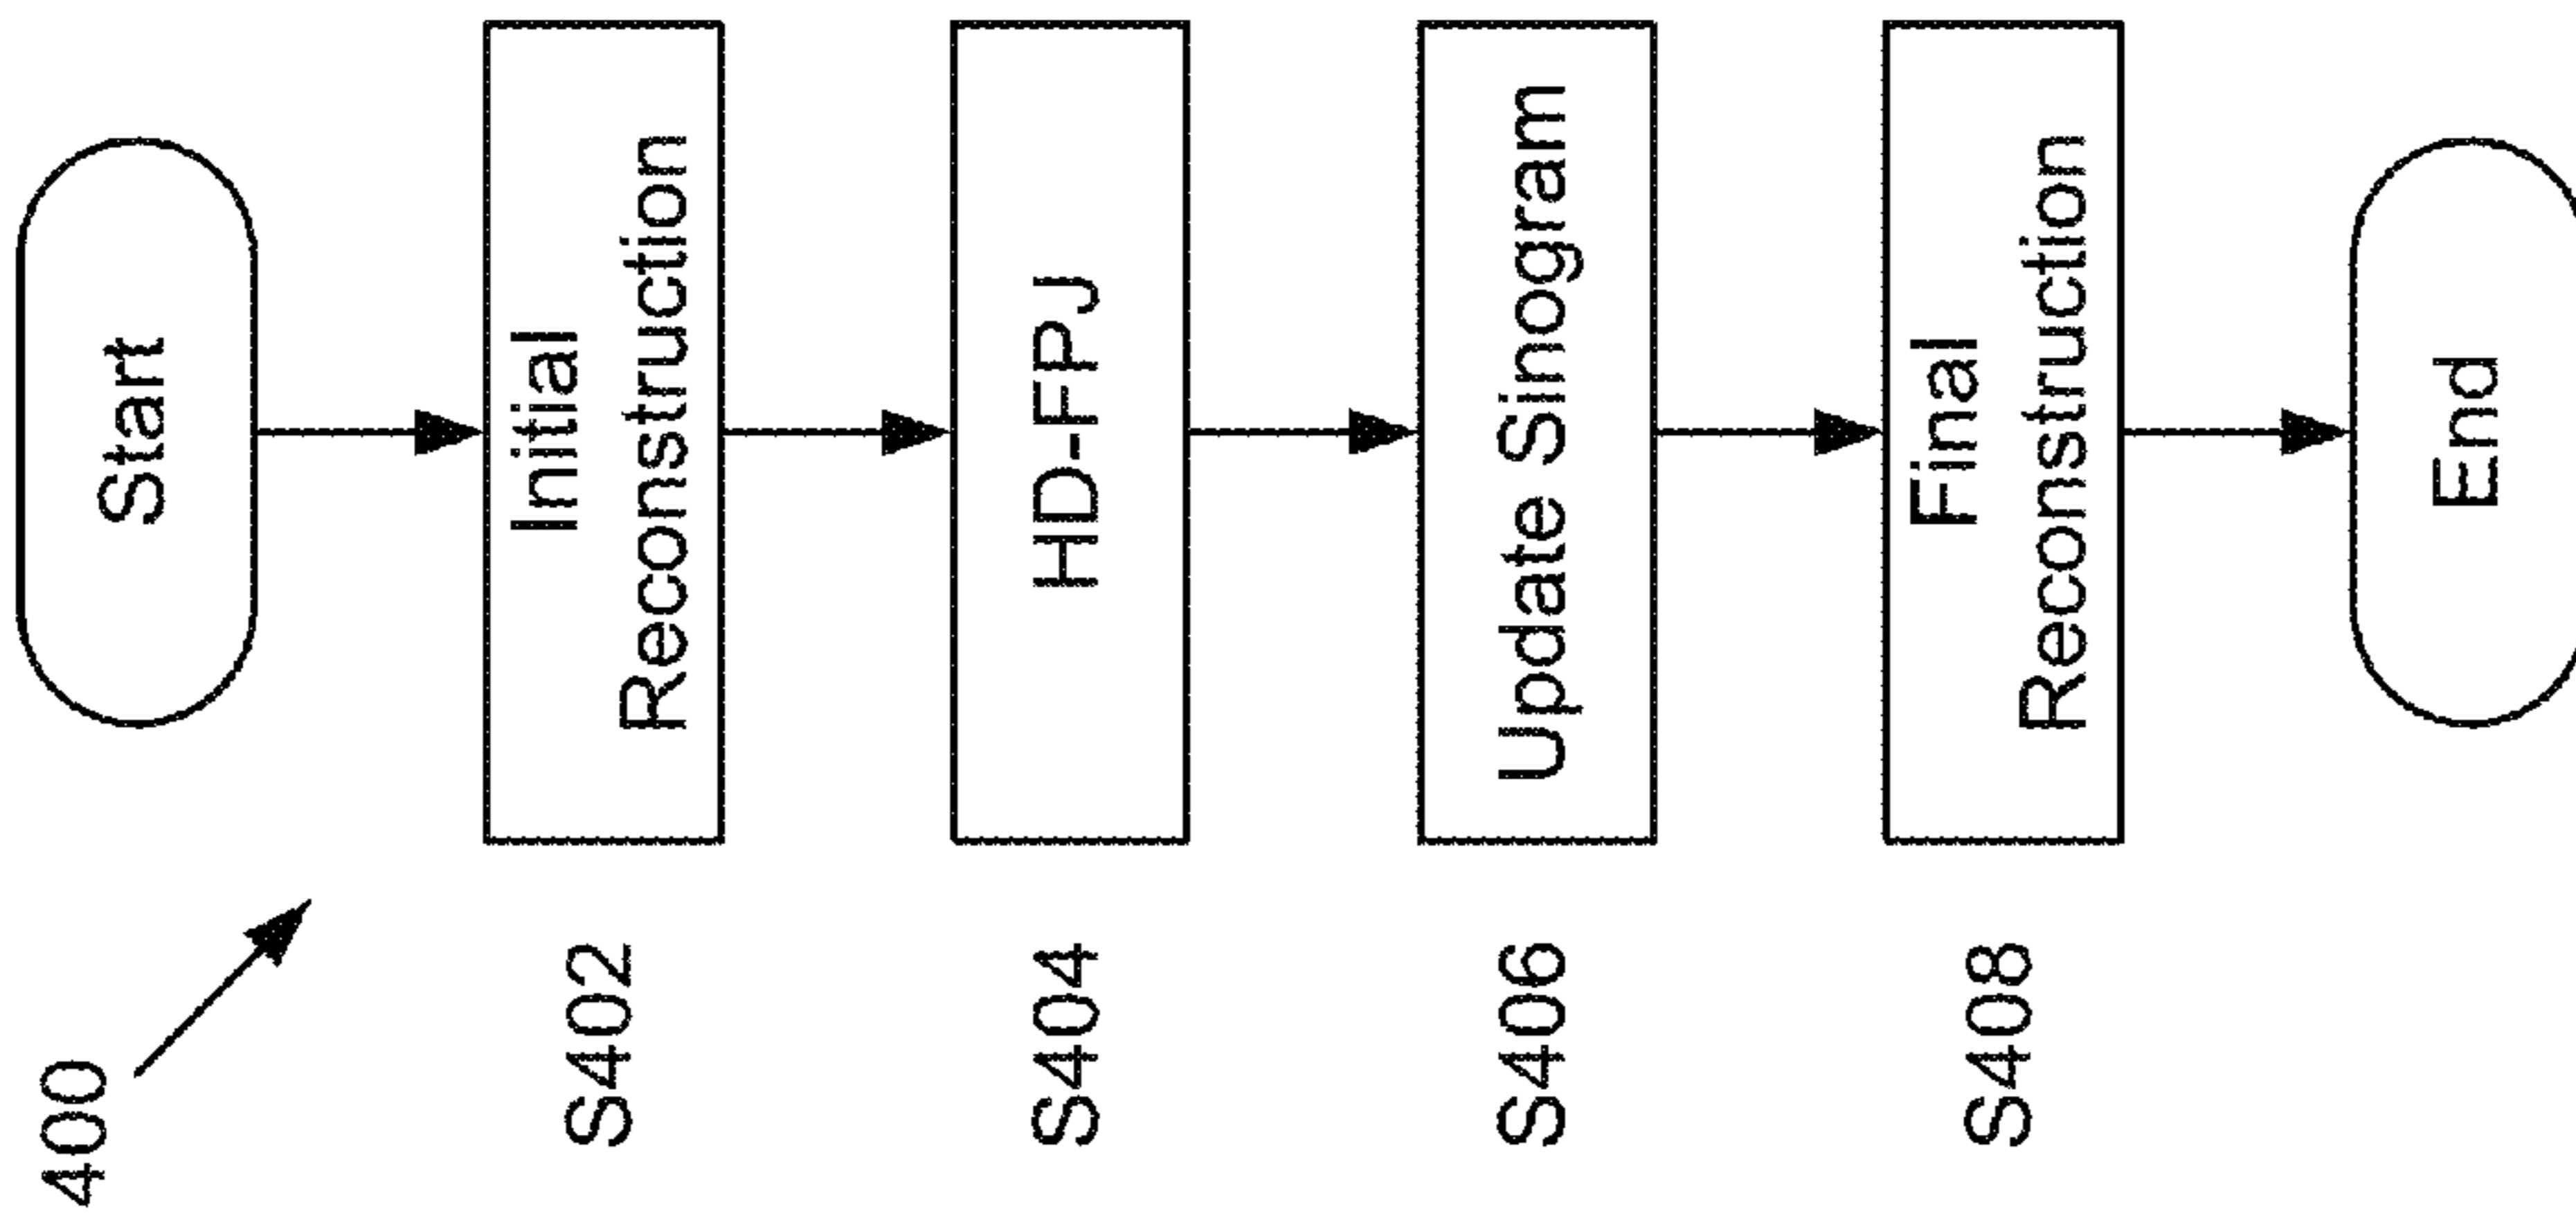 400
Start
S402
Initial
Reconstruction
S404
HD-FPJ
S406
Update Sinogram
S408
Final
Reconstruction
End